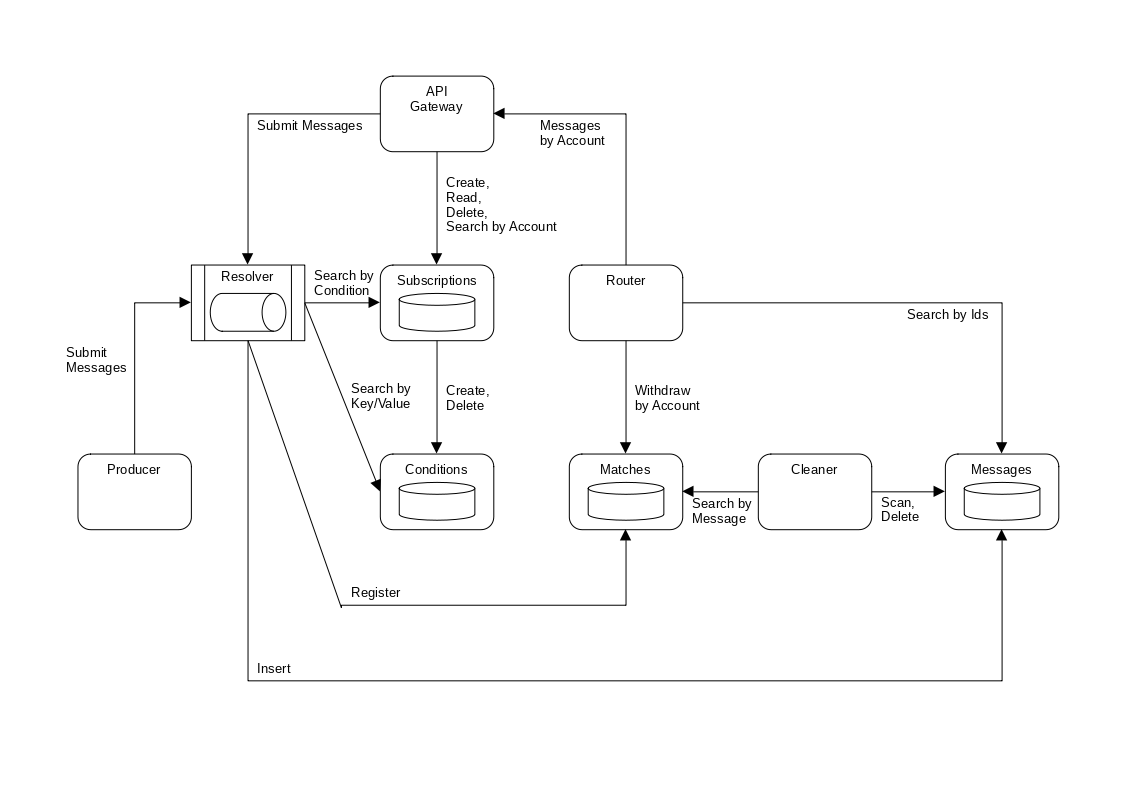 API
Gateway
Submit Messages
Messages
by Account
Create,
Read,
Delete,
Search by Account
Resolver
Search by
Condition
Subscriptions
Router
Search by Ids
Submit
Messages
Search by
Key/Value
Create,
Delete
Withdraw
by Account
Producer
Conditions
Matches
Cleaner
Messages
Search by
Message
Scan,
Delete
Register
Insert